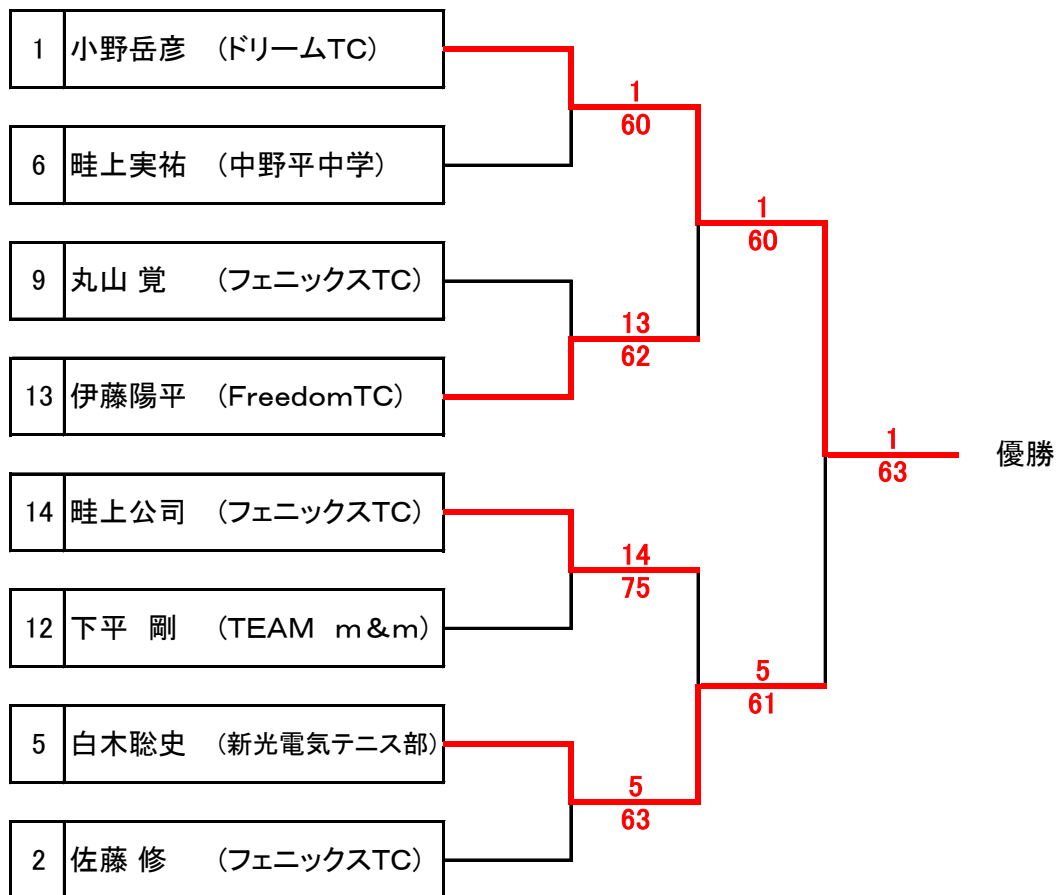 1 小野岳彦 (ドリームTC)
1
60
6 畦上実祐 (中野平中学)
1
60
9 丸山 覚 (フェニックスTC)
13
62
13 伊藤陽平 (FreedomTC)
1
63
優勝
14 畦上公司 (フェニックスTC)
14
75
12 下平 剛 (TEAM m&m)
5
61
5 白木聡史 (新光電気テニス部)
5
63
2 佐藤 修 (フェニックスTC)